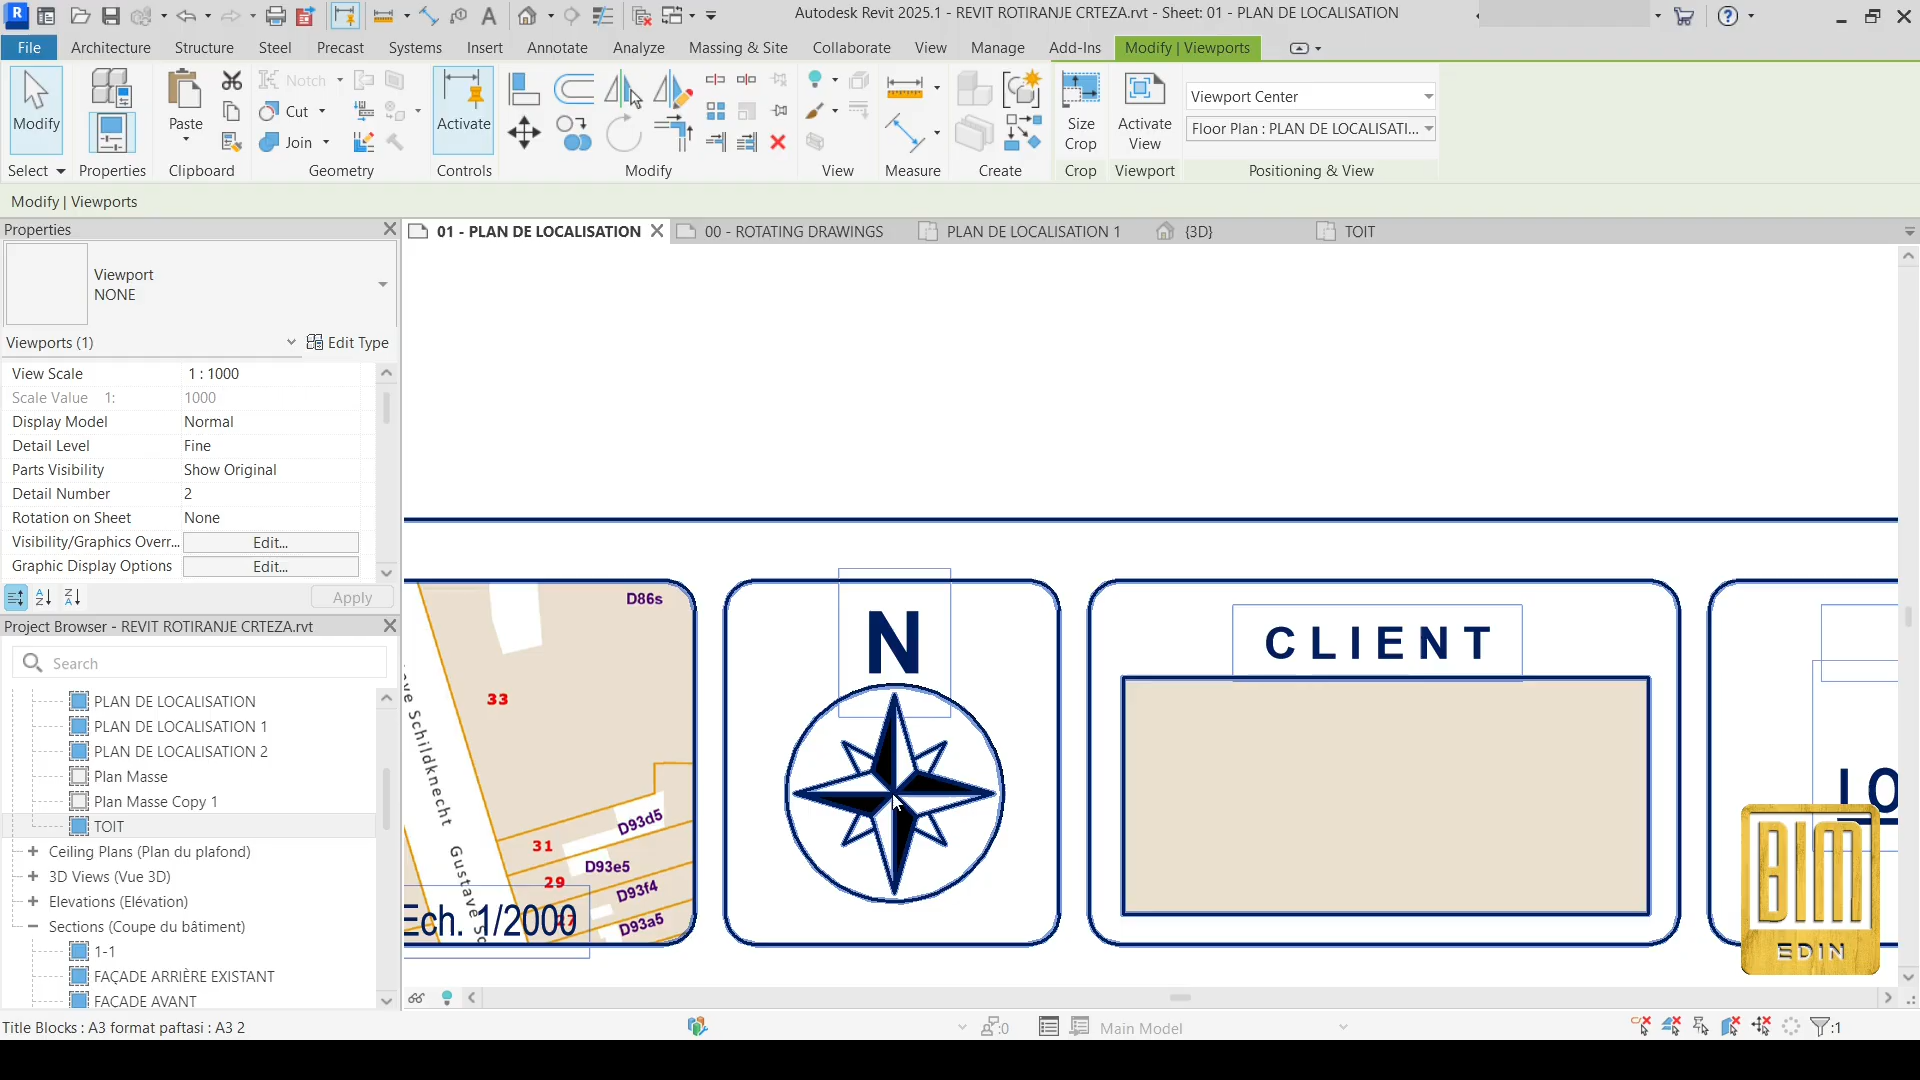 Autodesk Revit 2025.1 - REVIT ROTIRANJE CRTEZA.rvt - Sheet: 01 - PLAN DE LOCALISATION
File Architecture Structure Steel Precast Systems Insert Annotate Analyze Massing & Site Collaborate View Manage Add-Ins Modify | Viewports
Modify
Paste
Notch
Cut
Join
Activate
Size Crop
Activate View
Viewport Center
Floor Plan : PLAN DE LOCALISATI...
Select Properties Clipboard Geometry Controls Modify View Measure Create Crop Viewport Positioning & View
Modify | Viewports
Properties
01 - PLAN DE LOCALISATION
00 - ROTATING DRAWINGS
PLAN DE LOCALISATION 1
{3D}
TOIT
Viewport
NONE
Viewports (1)
Edit Type
View Scale 1 : 1000
Scale Value 1: 1000
Display Model Normal
Detail Level Fine
Parts Visibility Show Original
Detail Number 2
Rotation on Sheet None
Visibility/Graphics Overr... Edit...
Graphic Display Options Edit...
Apply
Project Browser - REVIT ROTIRANJE CRTEZA.rvt
Search
PLAN DE LOCALISATION
PLAN DE LOCALISATION 1
PLAN DE LOCALISATION 2
Plan Masse
Plan Masse Copy 1
TOIT
Ceiling Plans (Plan du plafond)
3D Views (Vue 3D)
Elevations (Elévation)
Sections (Coupe du bâtiment)
1-1
FAÇADE ARRIÈRE EXISTANT
FAÇADE AVANT
D86s
33
ave Schildknecht
Gustave Sc
31
D93d5
D93e5
29
D93f4
27
D93a5
Ech. 1/2000
N
CLIENT
LO
BIM
EDIN
Title Blocks : A3 format paftasi : A3 2
:0
Main Model
:1